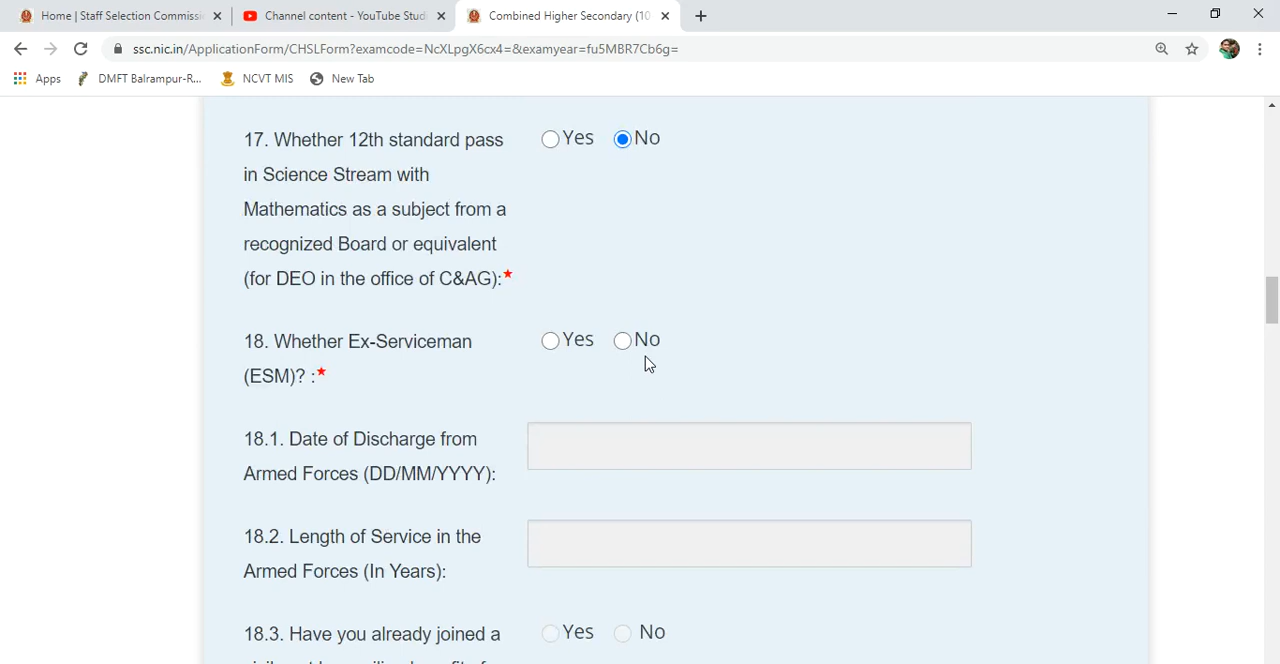 Home | Staff Selection Commissi
Channel content - YouTube Studi
Combined Higher Secondary (10
ssc.nic.in/ApplicationForm/CHSLForm?examcode=NcXLpgX6cx4=&examyear=fu5MBR7Cb6g=
Apps
DMFT Balrampur-R...
NCVT MIS
New Tab
17. Whether 12th standard pass
in Science Stream with
Mathematics as a subject from a
recognized Board or equivalent
(for DEO in the office of C&AG):*
Yes No
18. Whether Ex-Serviceman
(ESM)? :*
Yes No
18.1. Date of Discharge from
Armed Forces (DD/MM/YYYY):
18.2. Length of Service in the
Armed Forces (In Years):
18.3. Have you already joined a
Yes No